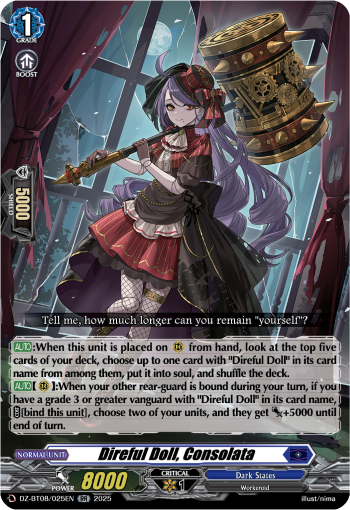 1
GRADE
BOOST
5000
SHIELD
Tell me, how much longer can you remain "yourself"?
AUTO:When this unit is placed on from hand, look at the top five
cards of your deck, choose up to one card with "Direful Doll" in its card
name from among them, put it into soul, and shuffle the deck.
AUTO【 】:When your other rear-guard is bound during your turn, if you
have a grade 3 or greater vanguard with "Direful Doll" in its card name,
[bind this unit], choose two of your units, and they get +5000 until
end of turn.
NORMAL UNIT
Direful Doll, Consolata
POWER
8000
CRITICAL
1
Dark States
Workeroid
D-DZ-BT08/025EN RR 2025
illust/nima